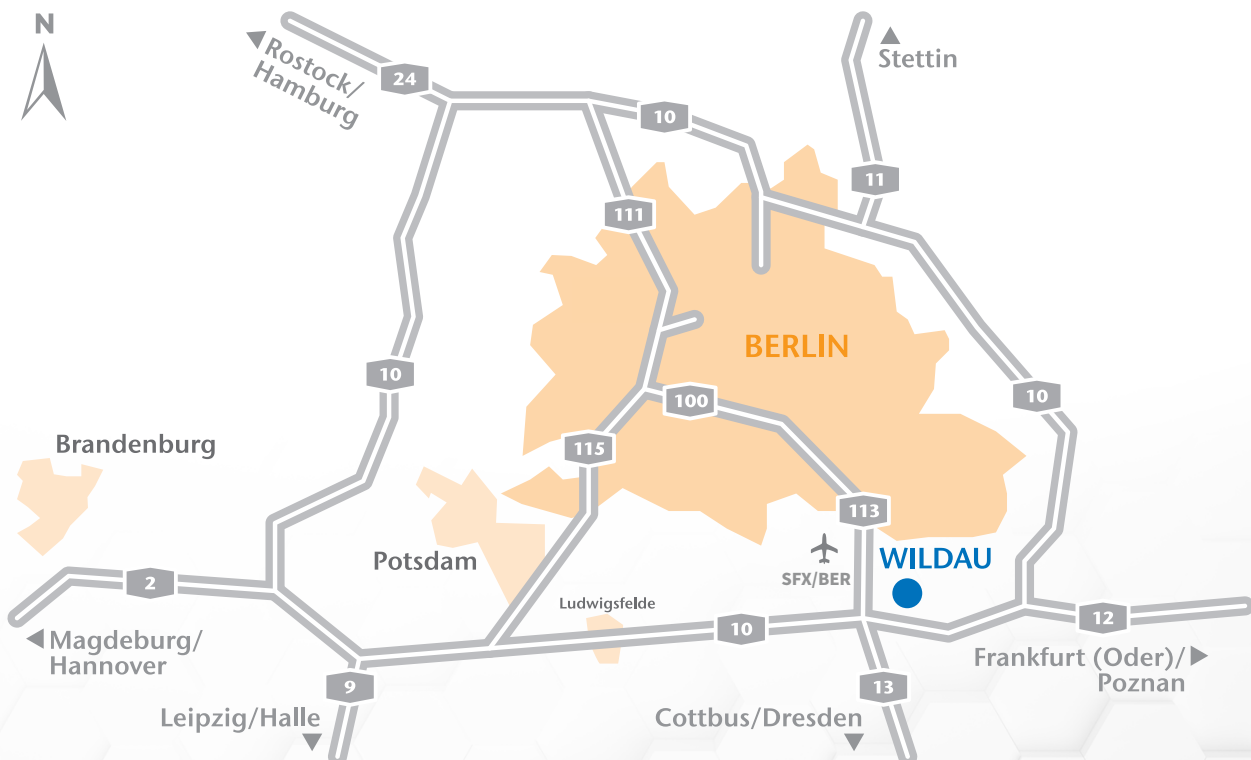 N
Rostock/
Hamburg
24
Stettin
10
11
111
BERLIN
10
100
10
Brandenburg
115
113
Potsdam
SFX/BER
WILDAU
2
Ludwigsfelde
Magdeburg/
Hannover
10
12
Frankfurt (Oder)/
Poznan
9
13
Leipzig/Halle
Cottbus/Dresden